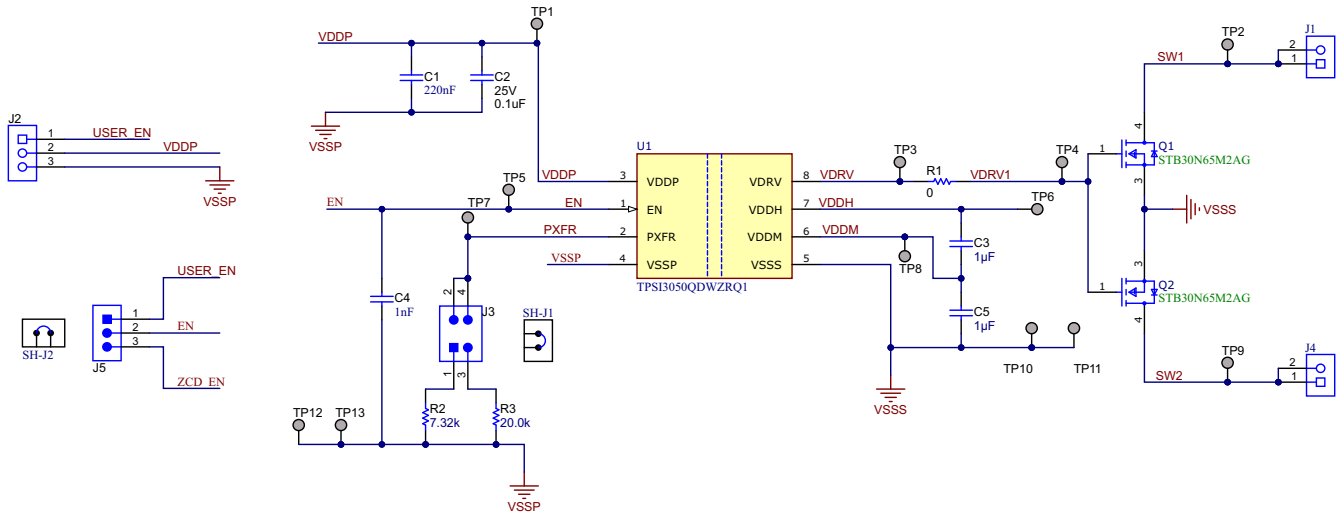 TP1
VDDP
C1
220nF
C2
25V
0.1uF
VSSP
J2
1
USER_EN
2
VDDP
3
VSSP
TP5
EN
TP7
PXFR
VSSP
VDDP
EN
U1
3
VDDP
VDRV
8
VDRV
1
EN
VDDH
7
VDDH
2
PXFR
VDDM
6
VDDM
4
VSSP
VSSS
5
TPSI3050QDWZRQ1
TP3
R1
0
VDRV1
TP4
TP6
TP8
C3
1µF
C5
1µF
TP10
TP11
VSSS
SW1
TP2
J1
2
1
4
1
Q1
STB30N65M2AG
3
VSSS
3
1
Q2
STB30N65M2AG
4
SW2
TP9
J4
2
1
USER_EN
1
EN
2
3
ZCD_EN
J5
SH-J2
C4
1nF
2
4
J3
1
3
SH-J1
R2
7.32k
R3
20.0k
TP12
TP13
VSSP